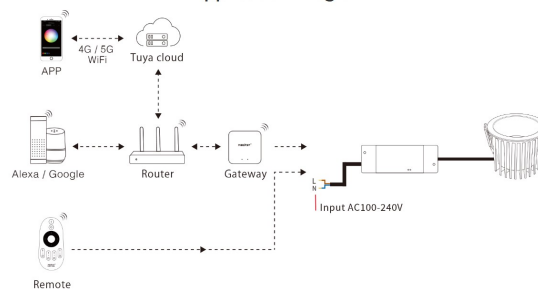 4G / 5G
WiFi
APP
Tuya cloud
Alexa / Google
Router
Gateway
L
N
Input AC100-240V
Remote